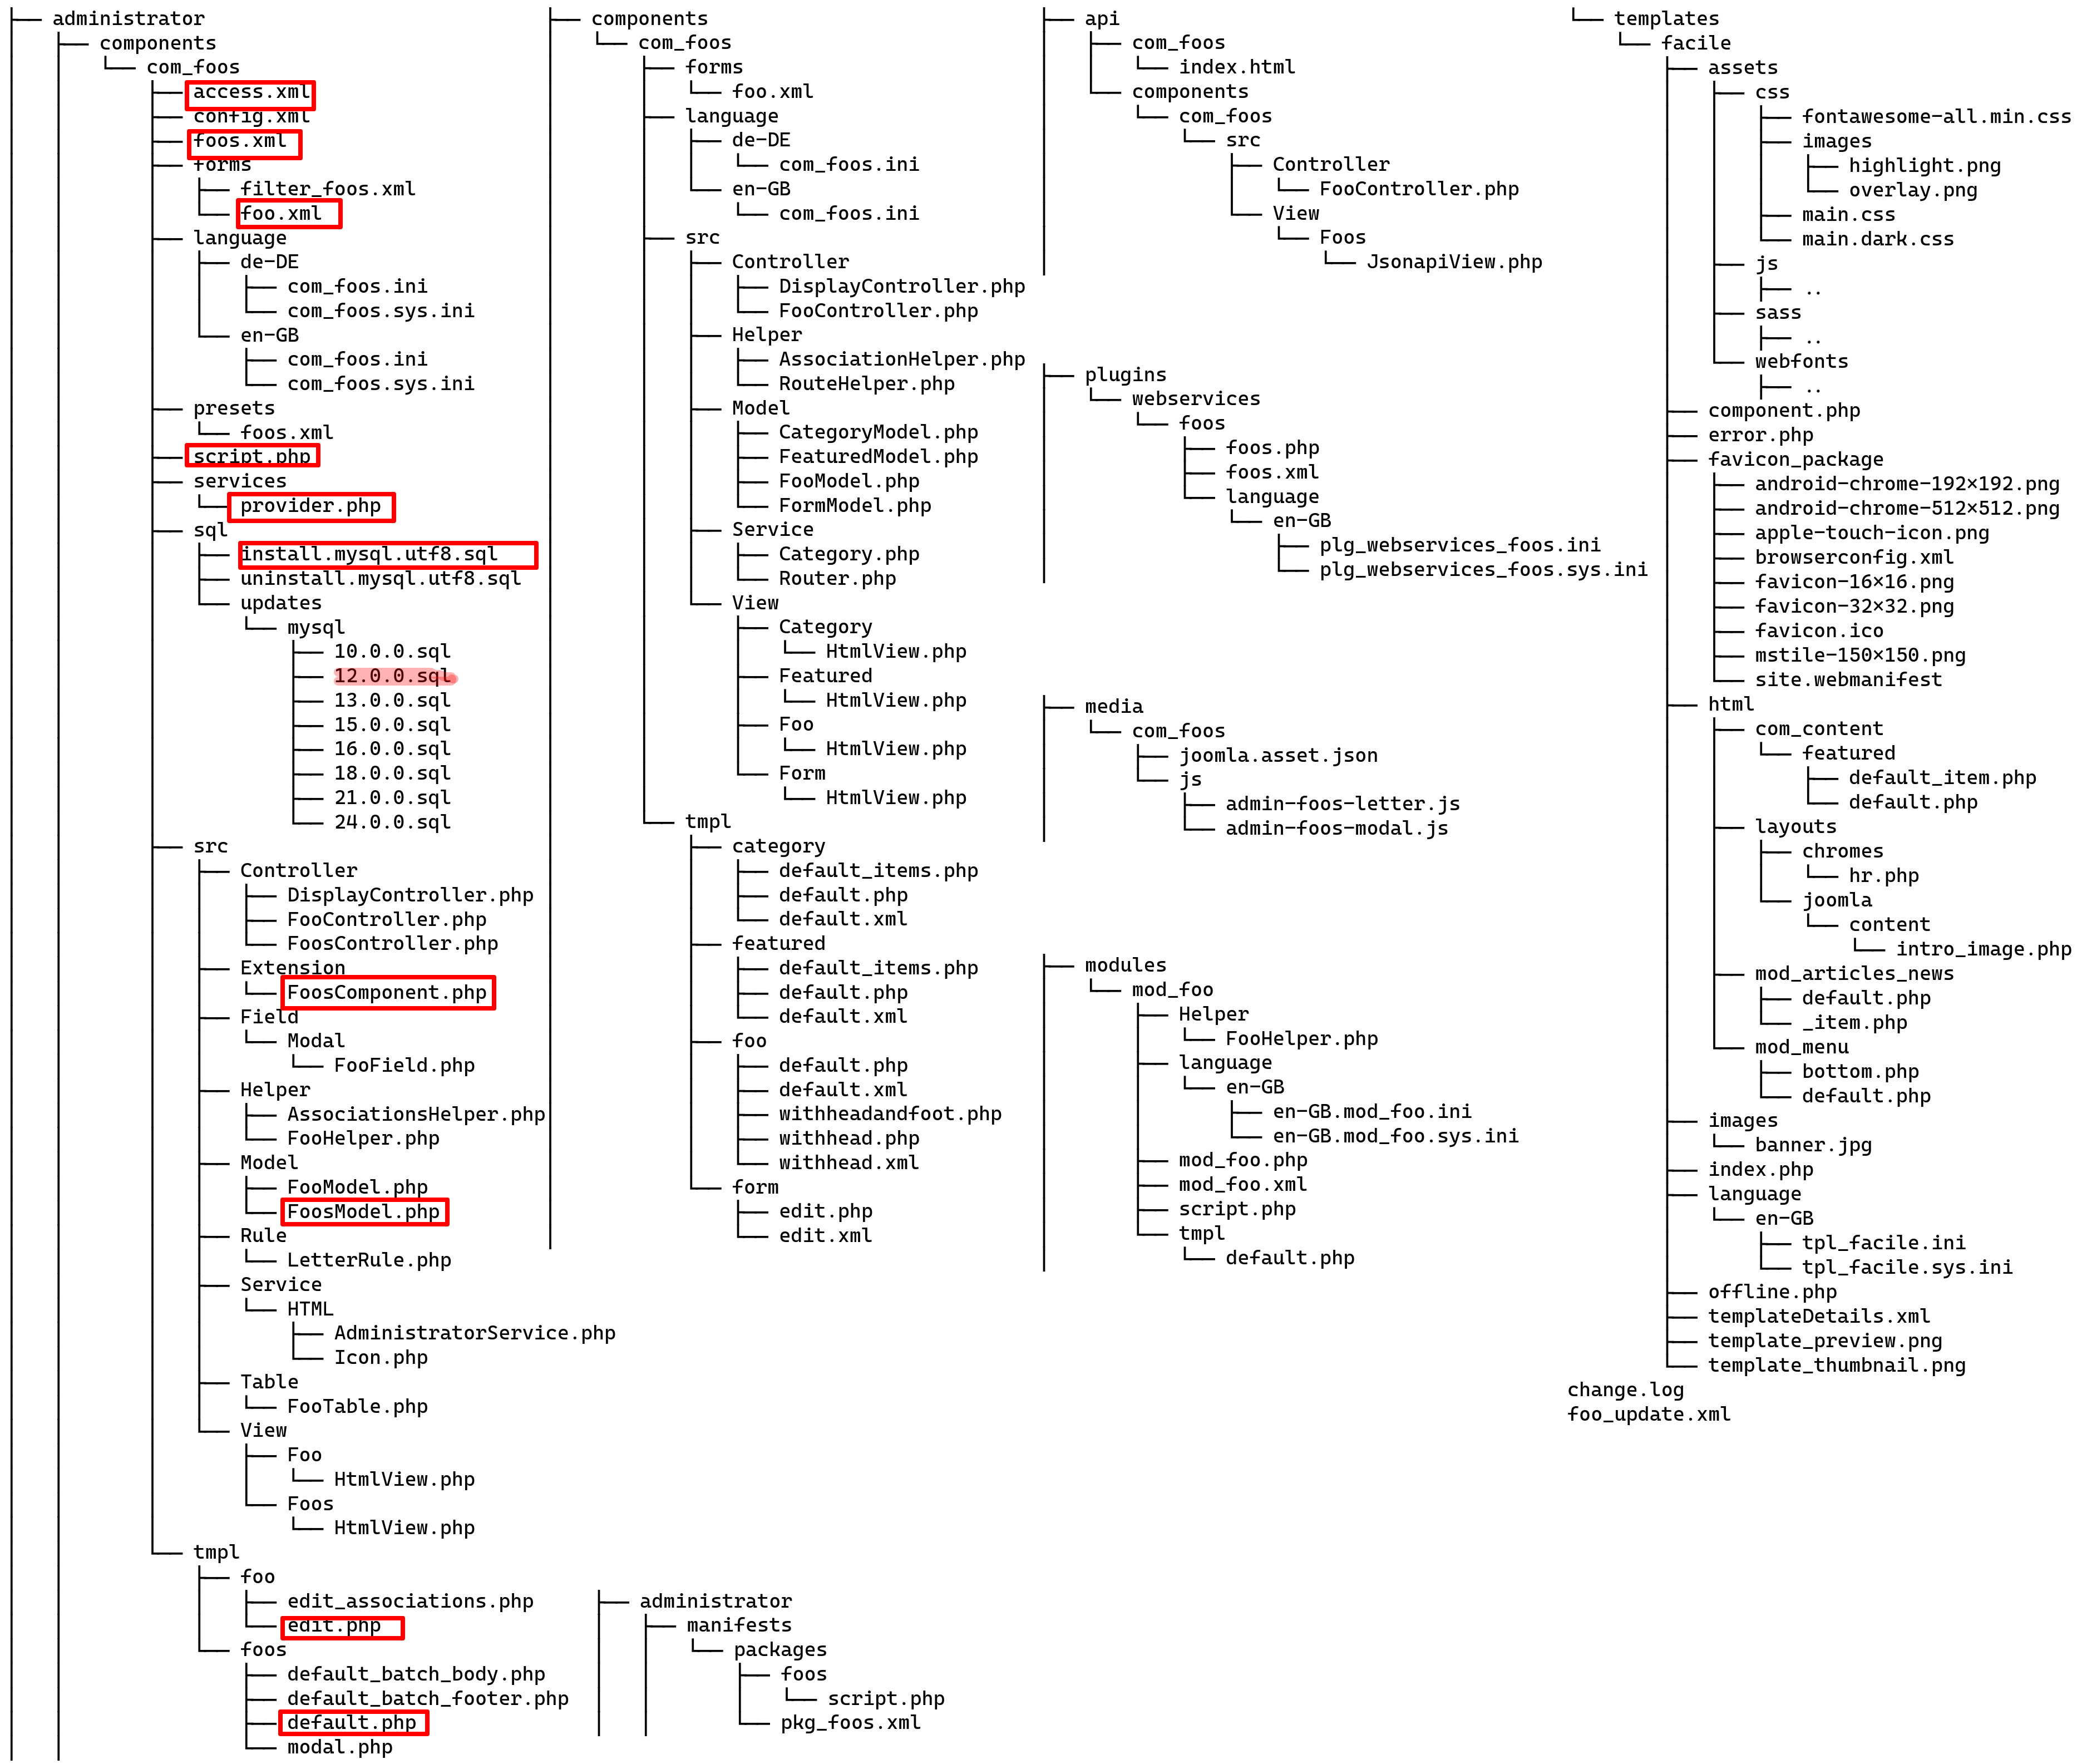 administrator
components
com_foos
access.xml
config.xml
foos.xml
forms
filter_foos.xml
foo.xml
language
de-DE
com_foos.ini
com_foos.sys.ini
en-GB
com_foos.ini
com_foos.sys.ini
presets
foos.xml
script.php
services
provider.php
sql
install.mysql.utf8.sql
uninstall.mysql.utf8.sql
updates
mysql
10.0.0.sql
12.0.0.sql
13.0.0.sql
15.0.0.sql
16.0.0.sql
18.0.0.sql
21.0.0.sql
24.0.0.sql
src
Controller
DisplayController.php
FooController.php
FoosController.php
Extension
FoosComponent.php
Field
Modal
FooField.php
Helper
AssociationsHelper.php
FooHelper.php
Model
FooModel.php
FoosModel.php
Rule
LetterRule.php
Service
HTML
AdministratorService.php
Icon.php
Table
FooTable.php
View
Foo
HtmlView.php
Foos
HtmlView.php
tmpl
foo
edit_associations.php
edit.php
foos
default_batch_body.php
default_batch_footer.php
default.php
modal.php
components
com_foos
forms
foo.xml
language
de-DE
com_foos.ini
en-GB
com_foos.ini
src
Controller
DisplayController.php
FooController.php
Helper
AssociationHelper.php
RouteHelper.php
Model
CategoryModel.php
FeaturedModel.php
FooModel.php
FormModel.php
Service
Category.php
Router.php
View
Category
HtmlView.php
Featured
HtmlView.php
Foo
HtmlView.php
Form
HtmlView.php
tmpl
category
default_items.php
default.php
default.xml
featured
default_items.php
default.php
default.xml
foo
default.php
default.xml
withheadandfoot.php
withhead.php
withhead.xml
form
edit.php
edit.xml
administrator
manifests
packages
foos
script.php
pkg_foos.xml
api
com_foos
index.html
components
com_foos
src
Controller
FooController.php
View
Foos
JsonapiView.php
plugins
webservices
foos
foos.php
foos.xml
language
en-GB
plg_webservices_foos.ini
plg_webservices_foos.sys.ini
media
com_foos
joomla.asset.json
js
admin-foos-letter.js
admin-foos-modal.js
modules
mod_foo
Helper
FooHelper.php
language
en-GB
en-GB.mod_foo.ini
en-GB.mod_foo.sys.ini
mod_foo.php
mod_foo.xml
script.php
tmpl
default.php
templates
facile
assets
css
fontawesome-all.min.css
images
highlight.png
overlay.png
main.css
main.dark.css
js
..
sass
..
webfonts
..
component.php
error.php
favicon_package
android-chrome-192×192.png
android-chrome-512×512.png
apple-touch-icon.png
browserconfig.xml
favicon-16×16.png
favicon-32×32.png
favicon.ico
mstile-150×150.png
site.webmanifest
html
com_content
featured
default_item.php
default.php
layouts
chromes
hr.php
joomla
content
intro_image.php
mod_articles_news
default.php
_item.php
mod_menu
bottom.php
default.php
images
banner.jpg
index.php
language
en-GB
tpl_facile.ini
tpl_facile.sys.ini
offline.php
templateDetails.xml
template_preview.png
template_thumbnail.png
change.log
foo_update.xml